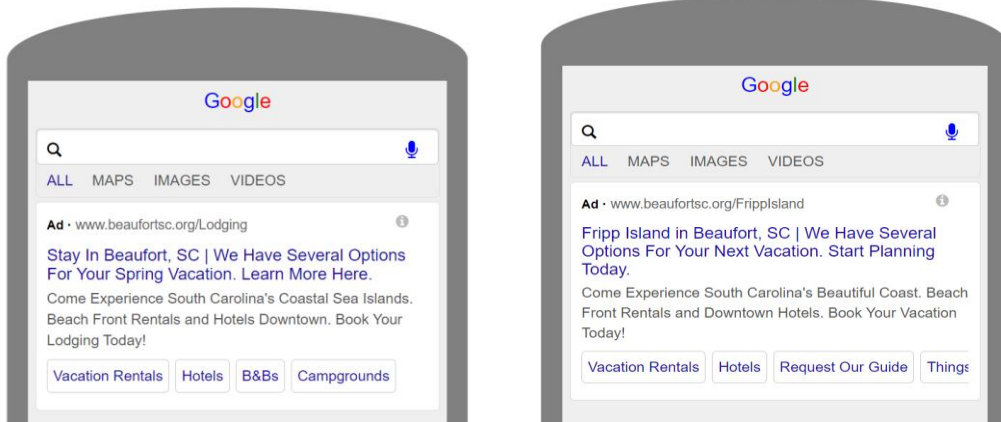 Google
ALL MAPS IMAGES VIDEOS
Ad · www.beaufortsc.org/Lodging
Stay In Beaufort, SC | We Have Several Options
For Your Spring Vacation. Learn More Here.
Come Experience South Carolina's Coastal Sea Islands.
Beach Front Rentals and Hotels Downtown. Book Your
Lodging Today!
Vacation Rentals Hotels B&Bs Campgrounds
Google
ALL MAPS IMAGES VIDEOS
Ad · www.beaufortsc.org/FrippIsland
Fripp Island in Beaufort, SC | We Have Several
Options For Your Next Vacation. Start Planning
Today.
Come Experience South Carolina's Beautiful Coast. Beach
Front Rentals and Downtown Hotels. Book Your Vacation
Today!
Vacation Rentals Hotels Request Our Guide Things